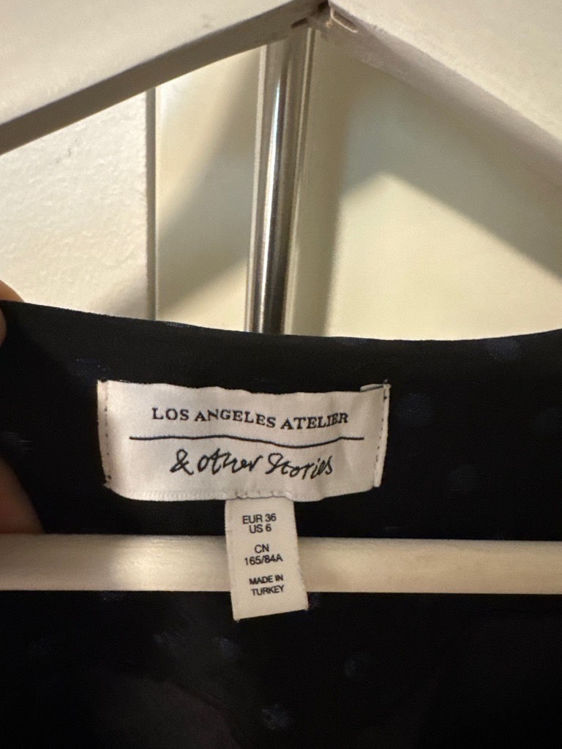 LOS ANGELES ATELIER
& other Stories
EUR 36
US 6
CN
165/84A
MADE IN
TURKEY